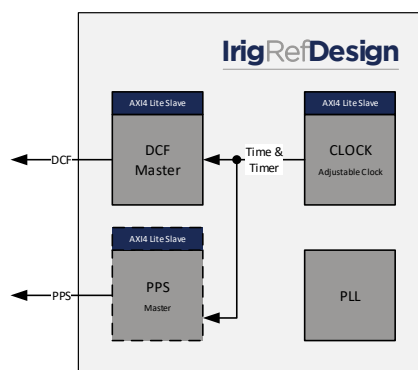 IrigRefDesign
AXI4 Lite Slave
DCF
Master
DCF
Time &
Timer
AXI4 Lite Slave
CLOCK
Adjustable Clock
AXI4 Lite Slave
PPS
Master
PPS
PLL